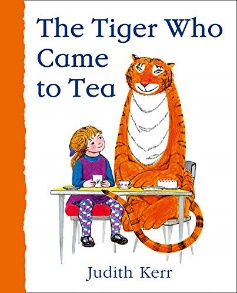 The Tiger Who
Came
to Tea
Judith Kerr